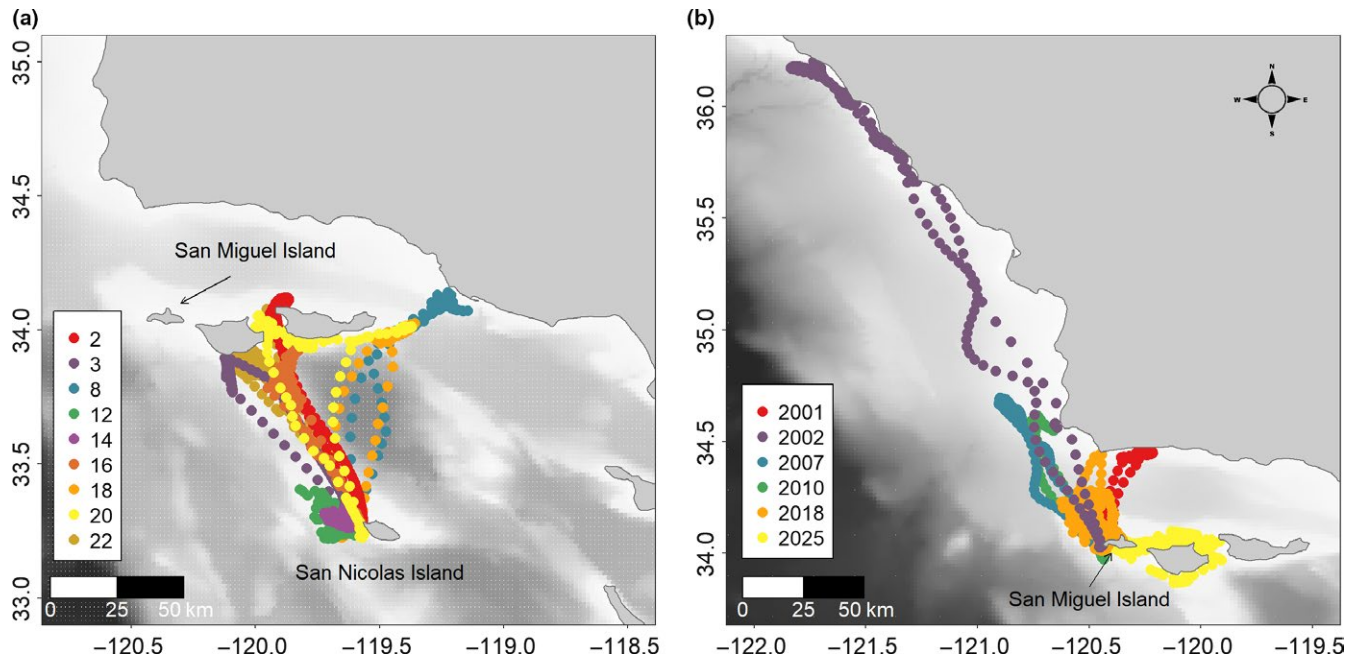 (a)
35.0
34.5
34.0
33.5
33.0
San Miguel Island
2
3
8
12
14
16
18
20
22
San Nicolas Island
0 25 50 km
−120.5 −120.0 −119.5 −119.0 −118.5
(b)
36.0
35.5
35.0
34.5
34.0
N
W E
S
2001
2002
2007
2010
2018
2025
San Miguel Island
0 25 50 km
−122.0 −121.5 −121.0 −120.5 −120.0 −119.5